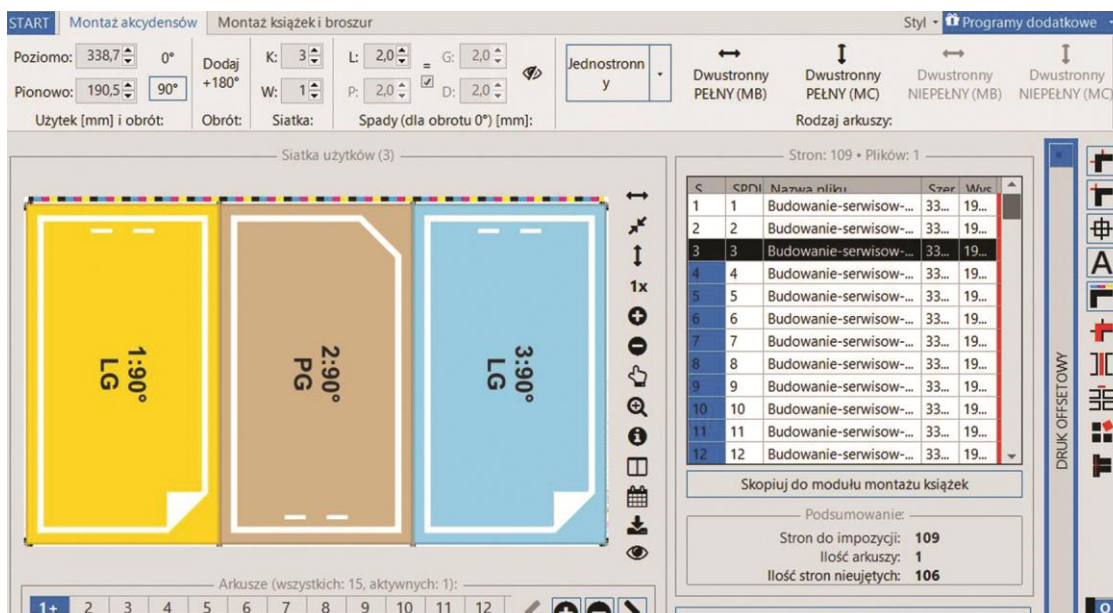 START Montaż akcydensów Montaż książek i broszur Styl Programy dodatkowe
Poziomo: 338,7 0° Dodaj +180° K: 3 L: 2,0 = G: 2,0 Jednostronny Dwustronny PEŁNY (MB) Dwustronny PEŁNY (MC) Dwustronny NIEPEŁNY (MB) Dwustronny NIEPEŁNY (MC)
Pionowo: 190,5 90° W: 1 P: 2,0 D: 2,0
Użytek [mm] i obrót: Obrót: Siatka: Spady (dla obrotu 0°) [mm]: Rodzaj arkuszy:
Siatka użytków (3)
1:90°
LG
2:90°
PG
3:90°
LG
1x
Stron: 109 • Plików: 1
S SPDL Nazwa pliku Szer Wys
1 1 Budowanie-serwisow-... 33... 19...
2 2 Budowanie-serwisow-... 33... 19...
3 3 Budowanie-serwisow-... 33... 19...
4 4 Budowanie-serwisow-... 33... 19...
5 5 Budowanie-serwisow-... 33... 19...
6 6 Budowanie-serwisow-... 33... 19...
7 7 Budowanie-serwisow-... 33... 19...
8 8 Budowanie-serwisow-... 33... 19...
9 9 Budowanie-serwisow-... 33... 19...
10 10 Budowanie-serwisow-... 33... 19...
11 11 Budowanie-serwisow-... 33... 19...
12 12 Budowanie-serwisow-... 33... 19...
Skopiuj do modułu montażu książek
Podsumowanie:
Stron do impozycji: 109
Ilość arkuszy: 1
Ilość stron nieujętych: 106
DRUK OFFSETOWY
A
Arkusze (wszystkich: 15, aktywnych: 1):
1+ 2 3 4 5 6 7 8 9 10 11 12